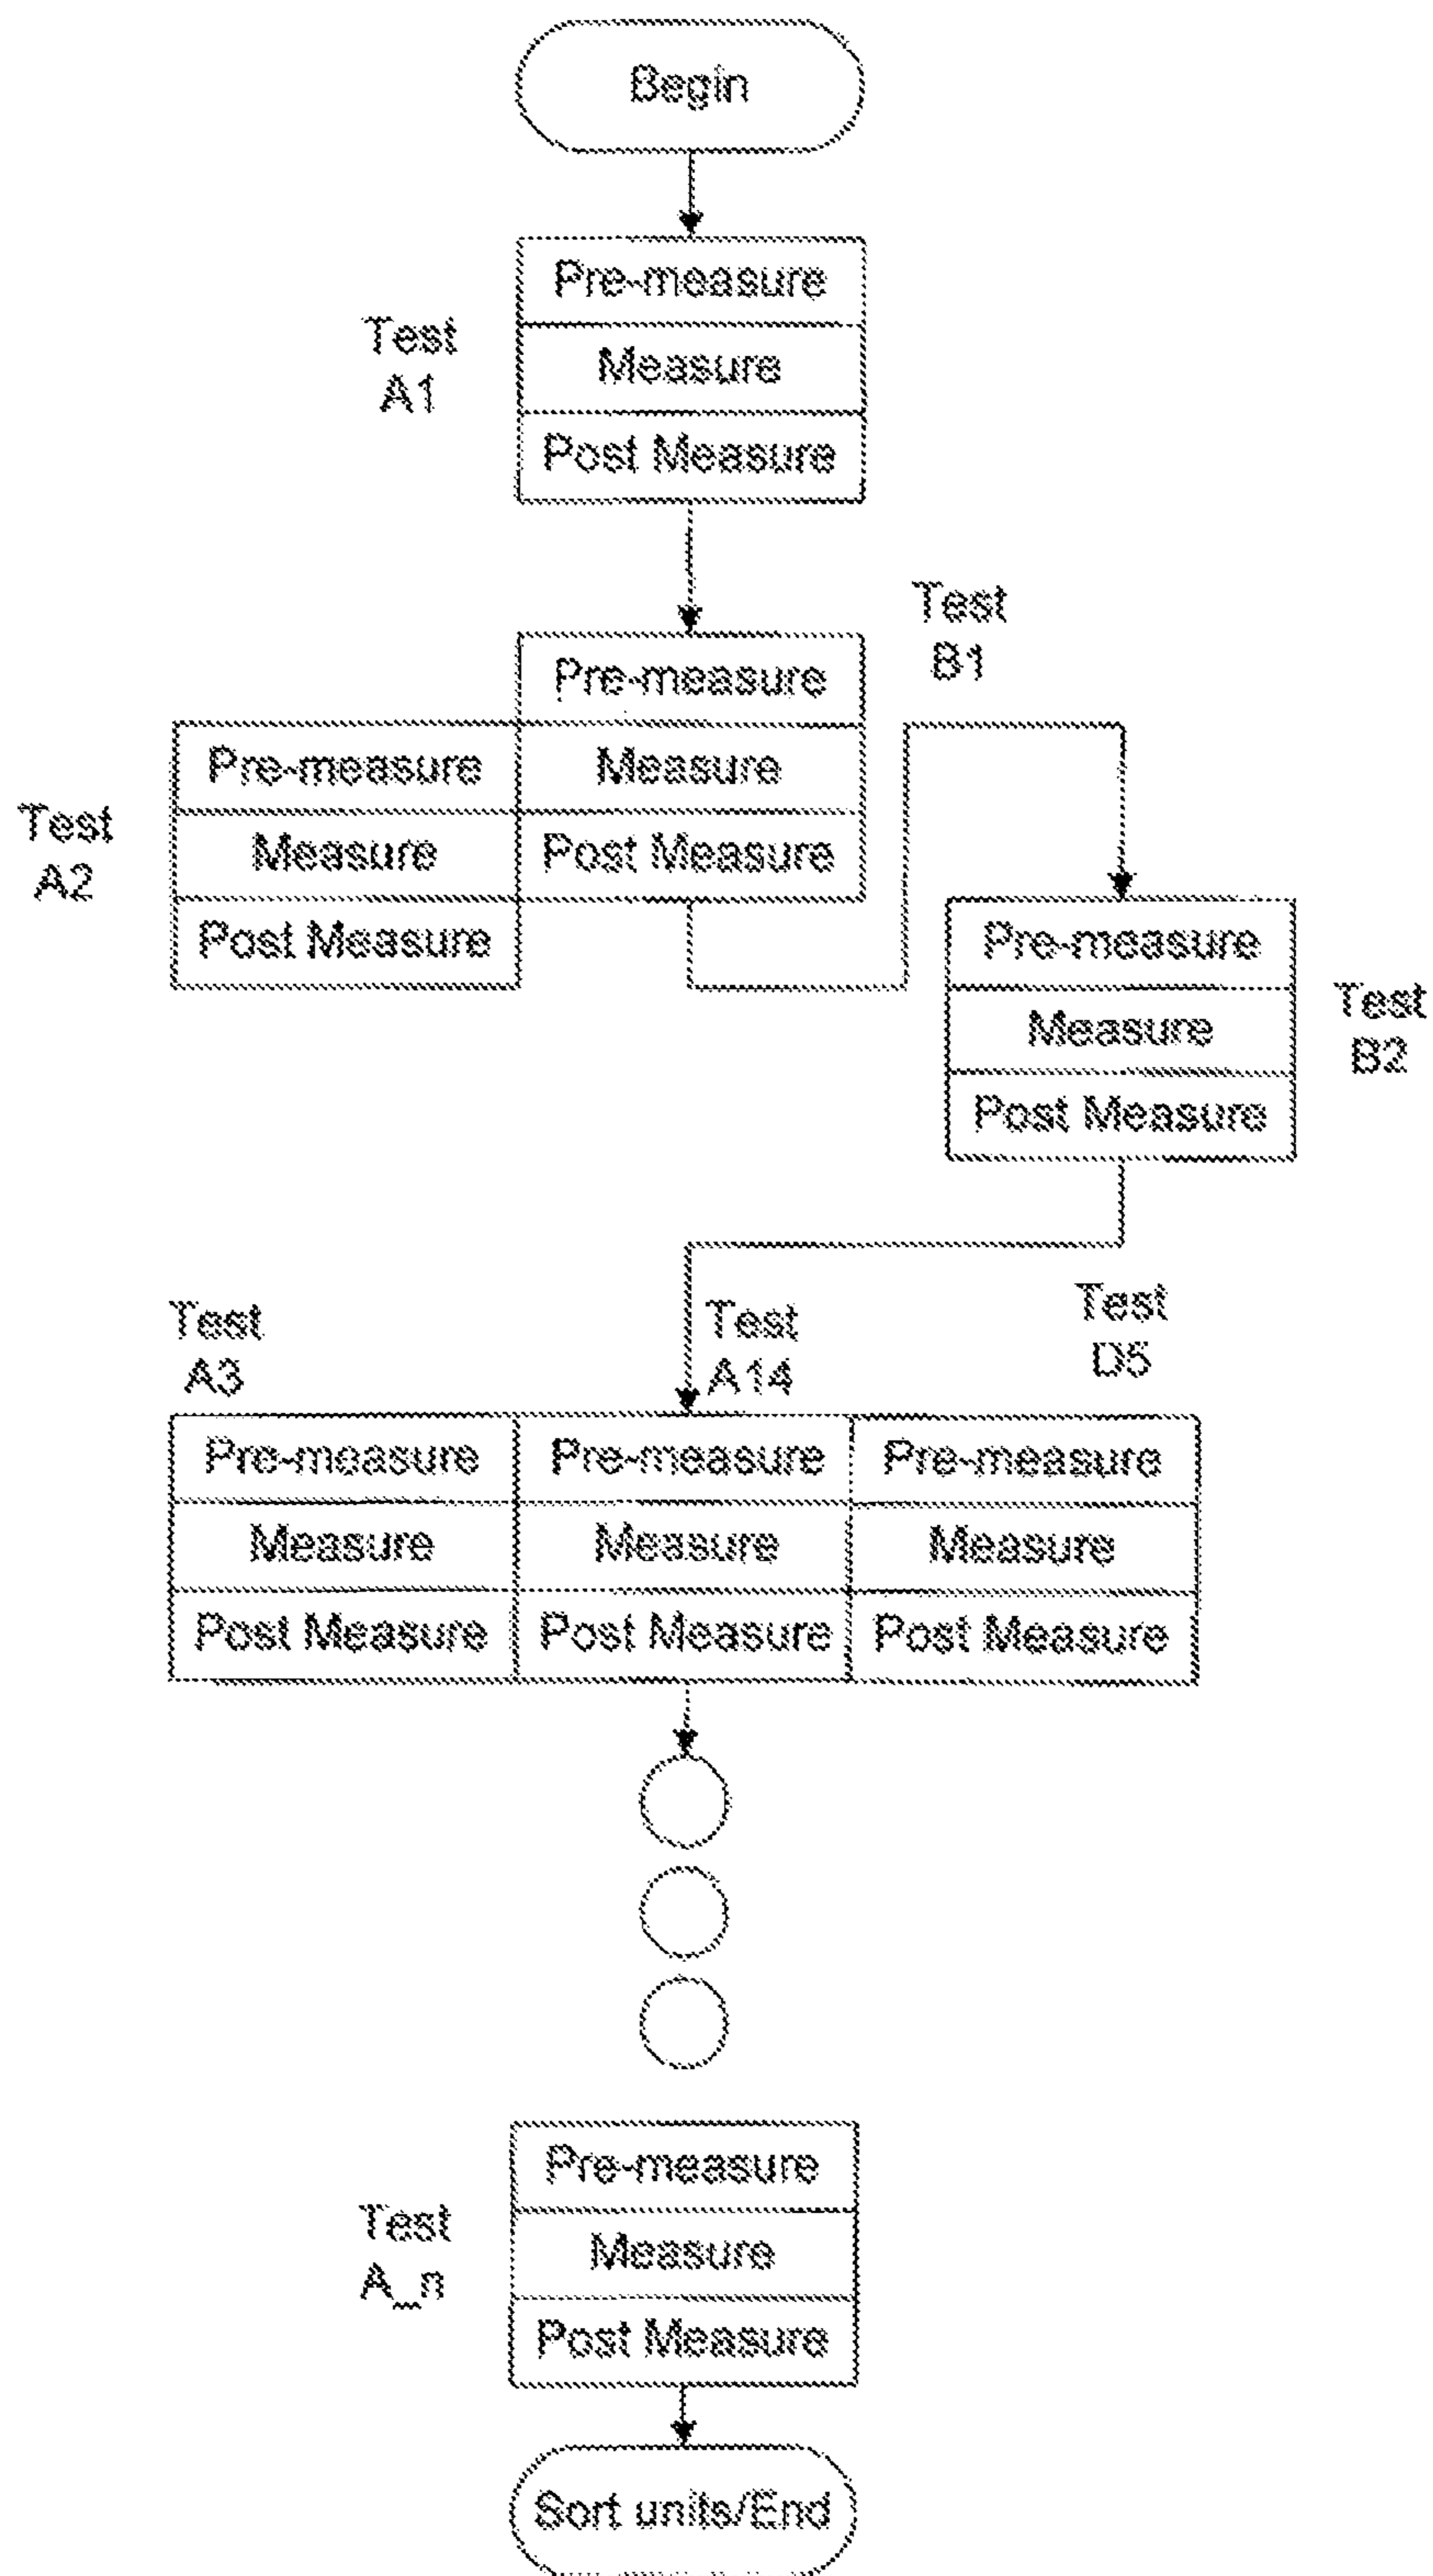 Begin
Test
A1
Pre-measure
Measure
Post Measure
Test
B1
Pre-measure
Measure
Post Measure
Test
A2
Pre-measure
Measure
Post Measure
Pre-measure
Measure
Post Measure
Test
B2
Test
A3
Test
A14
Test
D5
Pre-measure Pre-measure Pre-measure
Measure Measure Measure
Post Measure Post Measure Post Measure
Test
A_n
Pre-measure
Measure
Post Measure
Sort units/End